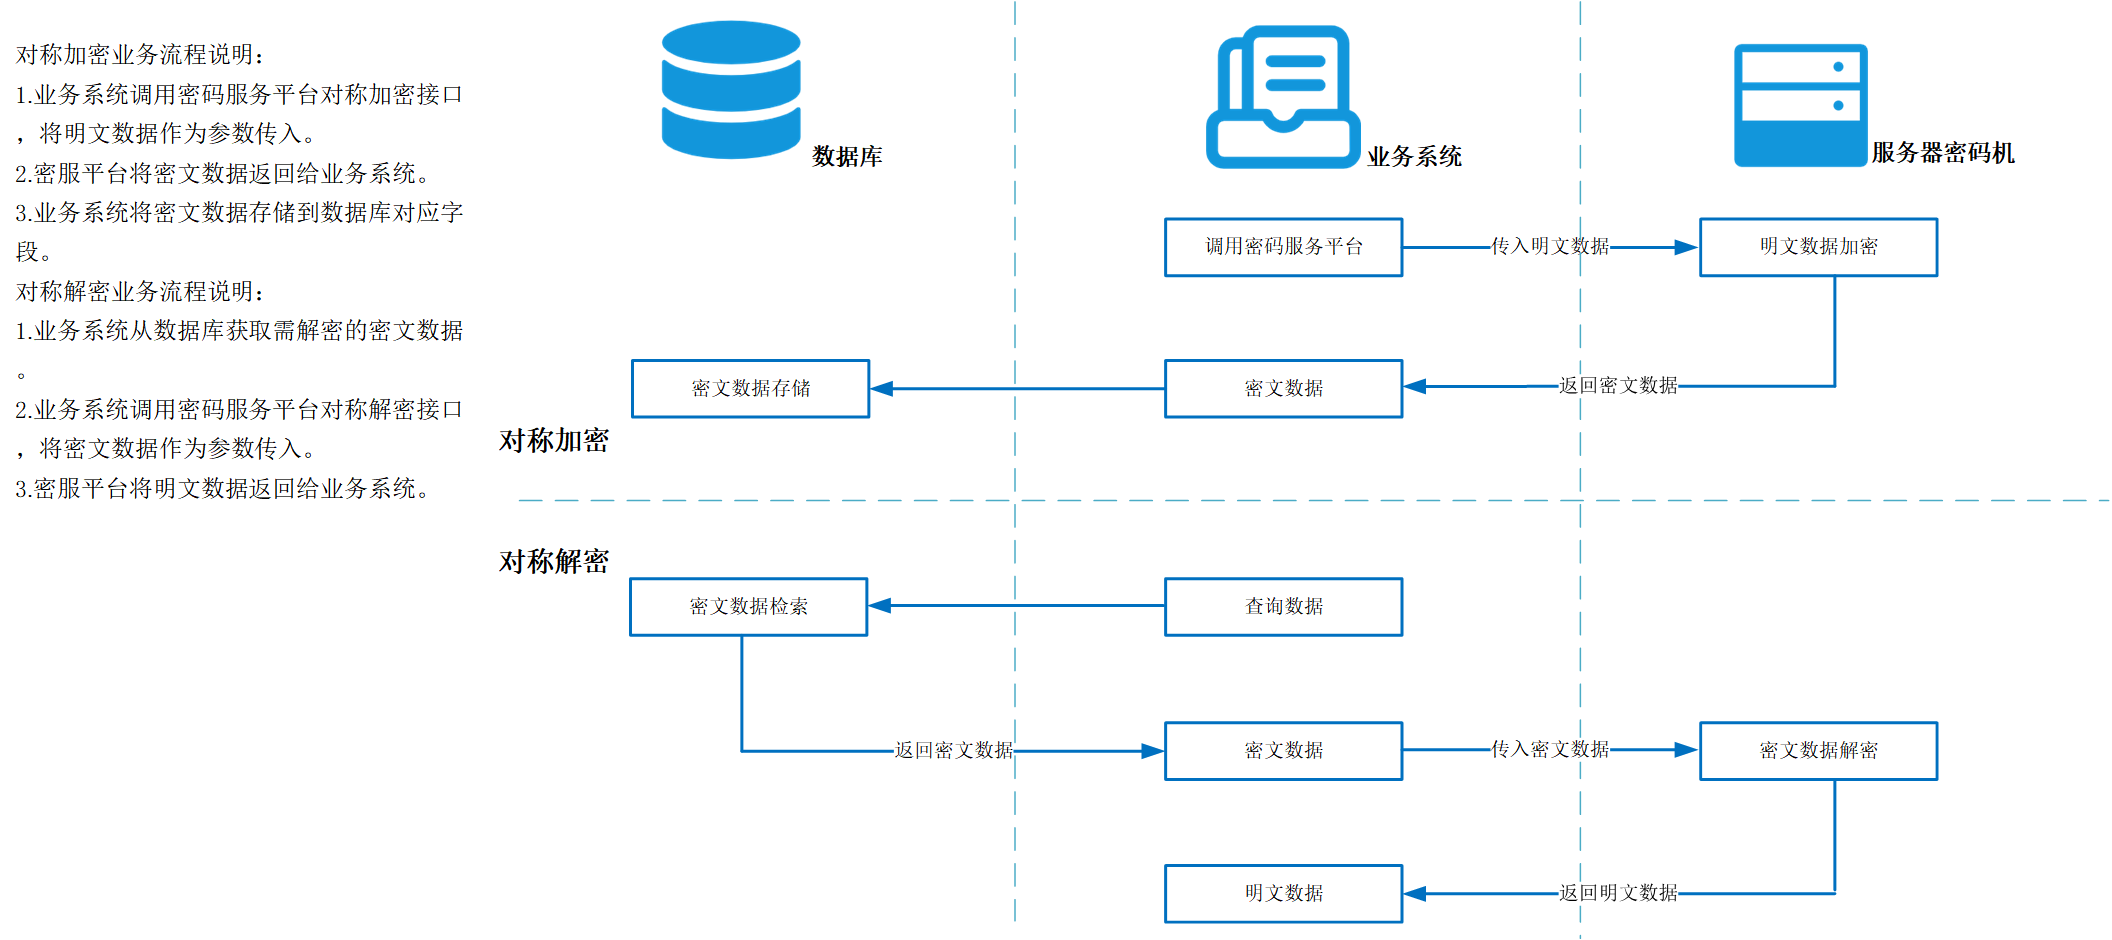 对称加密业务流程说明：
1.业务系统调用密码服务平台对称加密接口
，将明文数据作为参数传入。
2.密服平台将密文数据返回给业务系统。
3.业务系统将密文数据存储到数据库对应字
段。
对称解密业务流程说明：
1.业务系统从数据库获取需解密的密文数据
。
2.业务系统调用密码服务平台对称解密接口
，将密文数据作为参数传入。
3.密服平台将明文数据返回给业务系统。
数据库
业务系统
服务器密码机
调用密码服务平台
传入明文数据
明文数据加密
密文数据存储
密文数据
返回密文数据
对称加密
对称解密
密文数据检索
查询数据
返回密文数据
密文数据
传入密文数据
密文数据解密
明文数据
返回明文数据